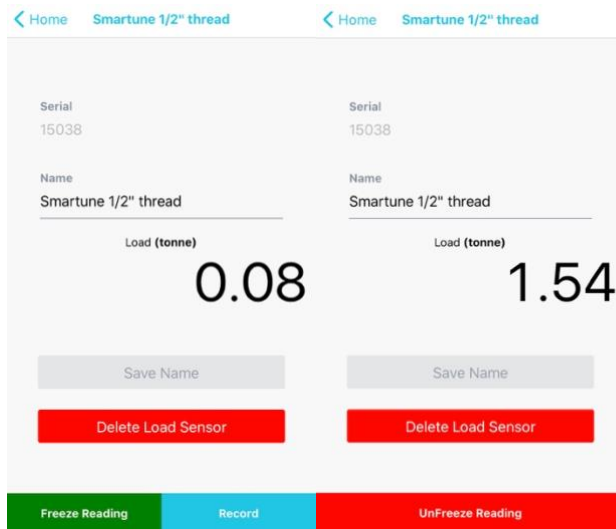 Home Smartune 1/2" thread
Serial
15038
Name
Smartune 1/2" thread
Load (tonne)
0.08
Save Name
Delete Load Sensor
Freeze Reading Record
Home Smartune 1/2" thread
Serial
15038
Name
Smartune 1/2" thread
Load (tonne)
1.54
Save Name
Delete Load Sensor
UnFreeze Reading